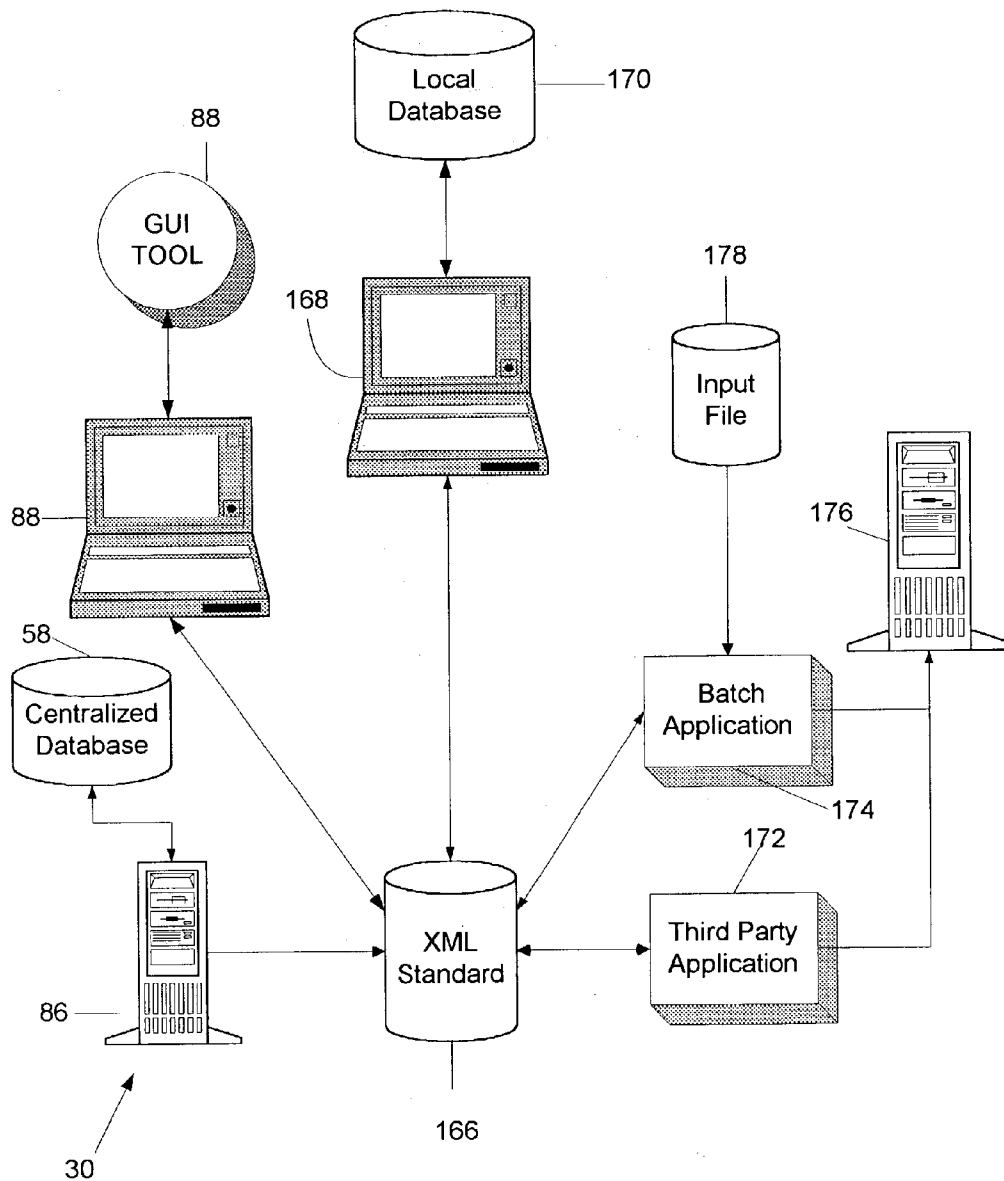 Local
Database
170
88
GUI
TOOL
168
178
Input
File
88
176
58
Centralized
Database
Batch
Application
174
172
XML
Standard
Third Party
Application
86
166
30